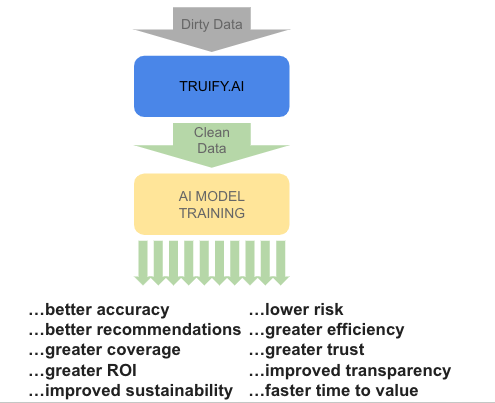 Dirty Data
TRUIFY.AI
Clean
Data
AI MODEL
TRAINING
…better accuracy
…better recommendations
…greater coverage
…greater ROI
…improved sustainability
…lower risk
…greater efficiency
…greater trust
…improved transparency
…faster time to value